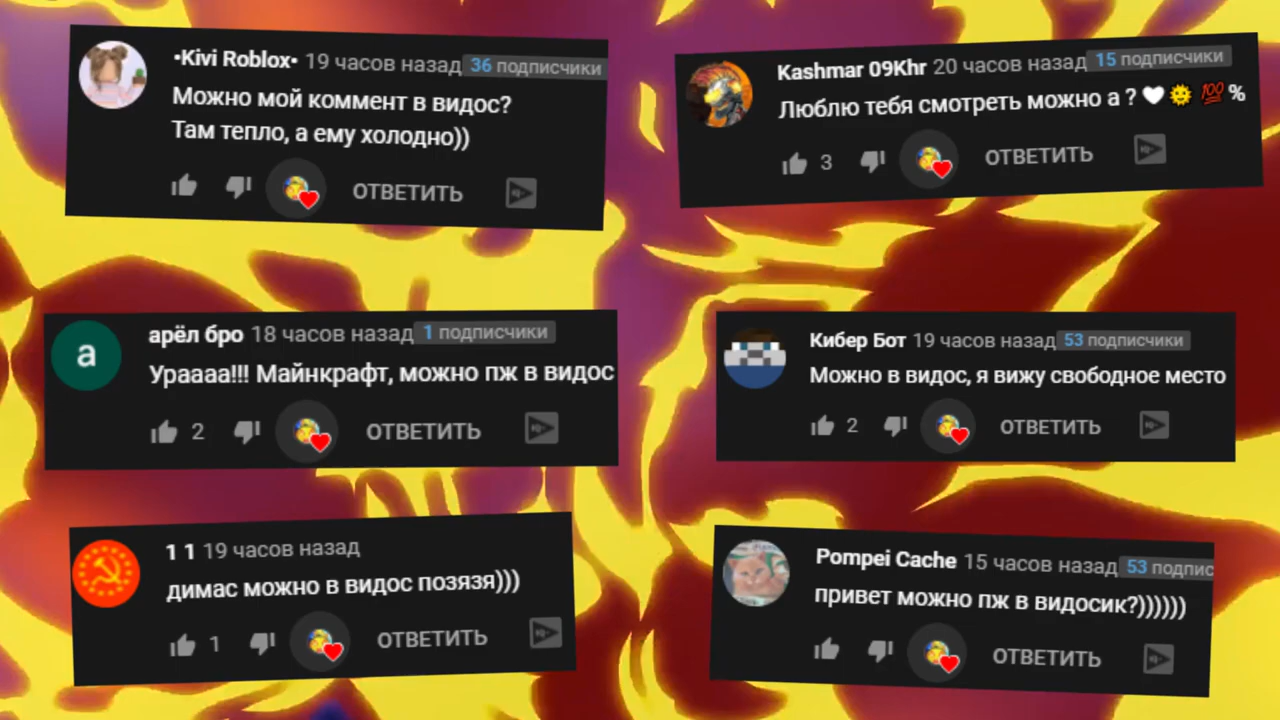 •Kivi Roblox• 19 часов назад 36 подписчики
Можно мой коммент в видос?
Там тепло, а ему холодно))
ОТВЕТИТЬ
Kashmar 09Khr 20 часов назад 15 подписчики
Люблю тебя смотреть можно а ? 🤍🌞 💯%
3 ОТВЕТИТЬ
а
арёл бро 18 часов назад 1 подписчики
Ураааа!!! Майнкрафт, можно пж в видос
2 ОТВЕТИТЬ
Кибер Бот 19 часов назад 53 подписчики
Можно в видос, я вижу свободное место
2 ОТВЕТИТЬ
1 1 19 часов назад
димас можно в видос позязя)))
1 ОТВЕТИТЬ
Pompei Cache 15 часов назад 53 подпис
привет можно пж в видосик?))))))
ОТВЕТИТЬ